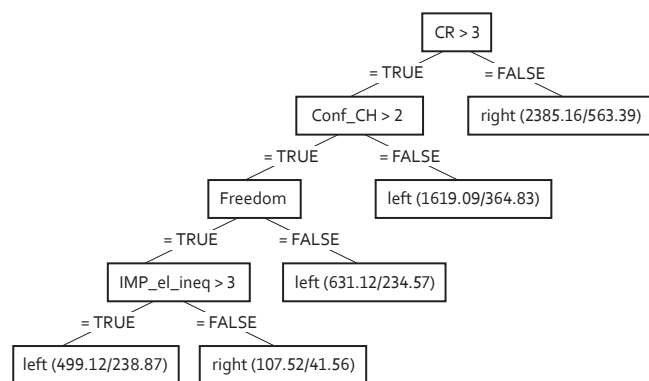 CR > 3
= TRUE
= FALSE
Conf_CH > 2
right (2385.16/563.39)
= TRUE
= FALSE
Freedom
left (1619.09/364.83)
= TRUE
= FALSE
IMP_el_ineq > 3
left (631.12/234.57)
= TRUE
= FALSE
left (499.12/238.87)
right (107.52/41.56)